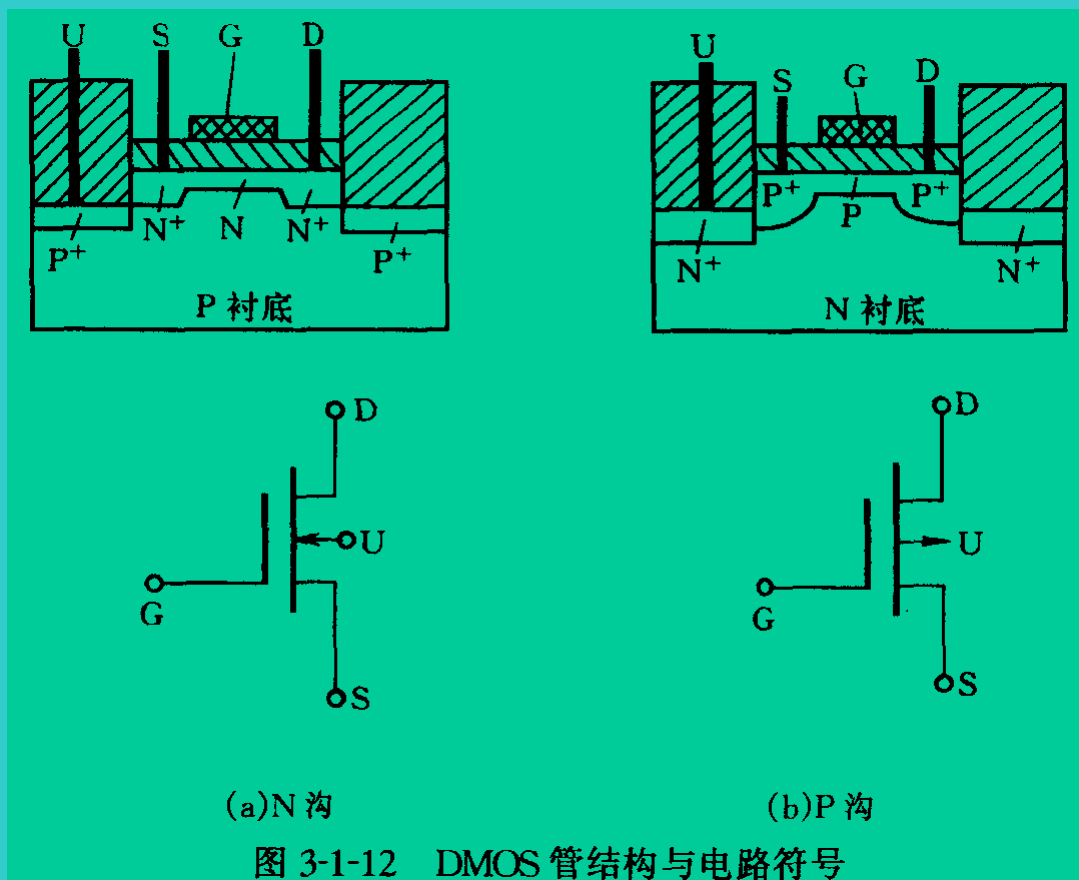 U S G D
N⁺ N N⁺
P⁺ P⁺
P 衬底
U S G D
P⁺ P P⁺
N⁺ N⁺
N 衬底
D
U
G
S
(a)N 沟
D
U
G
S
(b)P 沟
图 3-1-12 DMOS 管结构与电路符号